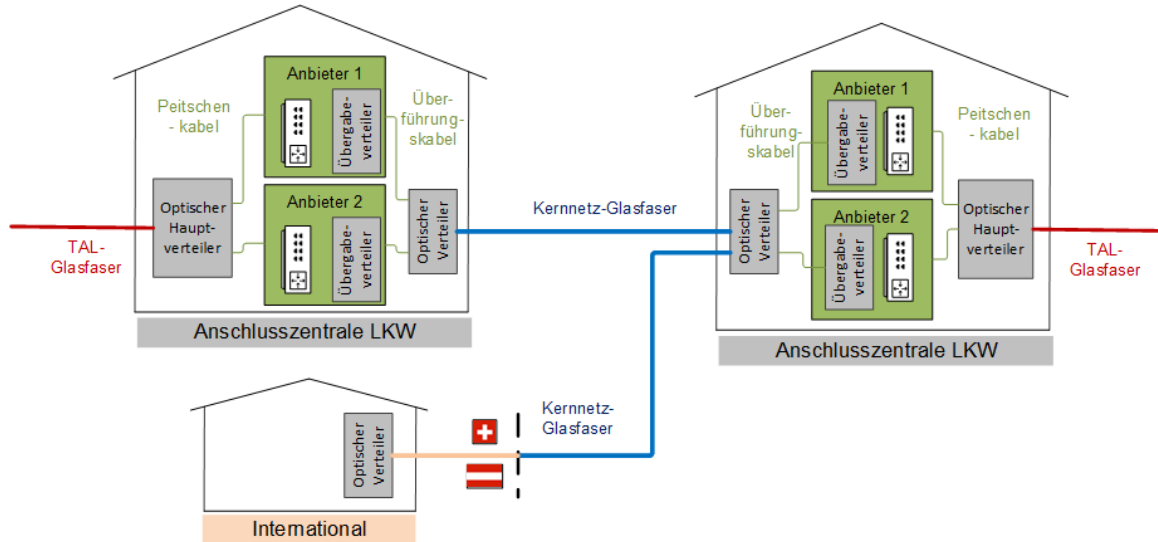 Anbieter 1
Peitschen
- kabel
Übergabe-
verteiler
Über-
führung-
skabel
Optischer
Haupt-
verteiler
Anbieter 2
Übergabe-
verteiler
Optischer
Verteiler
TAL-
Glasfaser
Anschlusszentrale LKW
Kernnetz-Glasfaser
Anbieter 1
Über-
führung-
skabel
Übergabe-
verteiler
Peitschen
- kabel
Optischer
Verteiler
Anbieter 2
Übergabe-
verteiler
Optischer
Haupt-
verteiler
TAL-
Glasfaser
Anschlusszentrale LKW
Kernnetz-
Glasfaser
Optischer
Verteiler
International